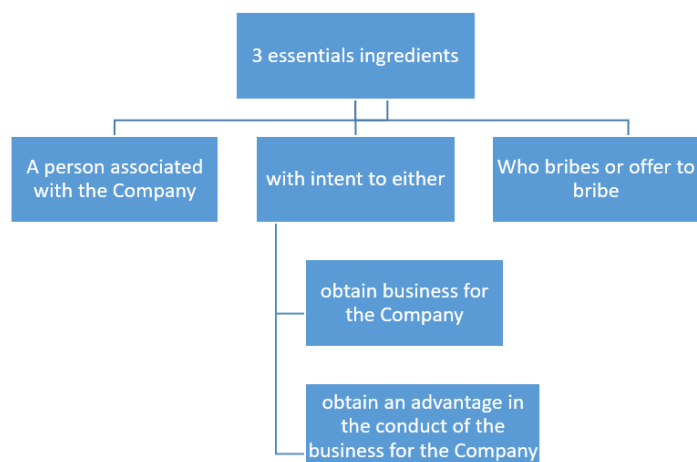 3 essentials ingredients
A person associated
with the Company
with intent to either
Who bribes or offer to
bribe
obtain business for
the Company
obtain an advantage in
the conduct of the
business for the Company